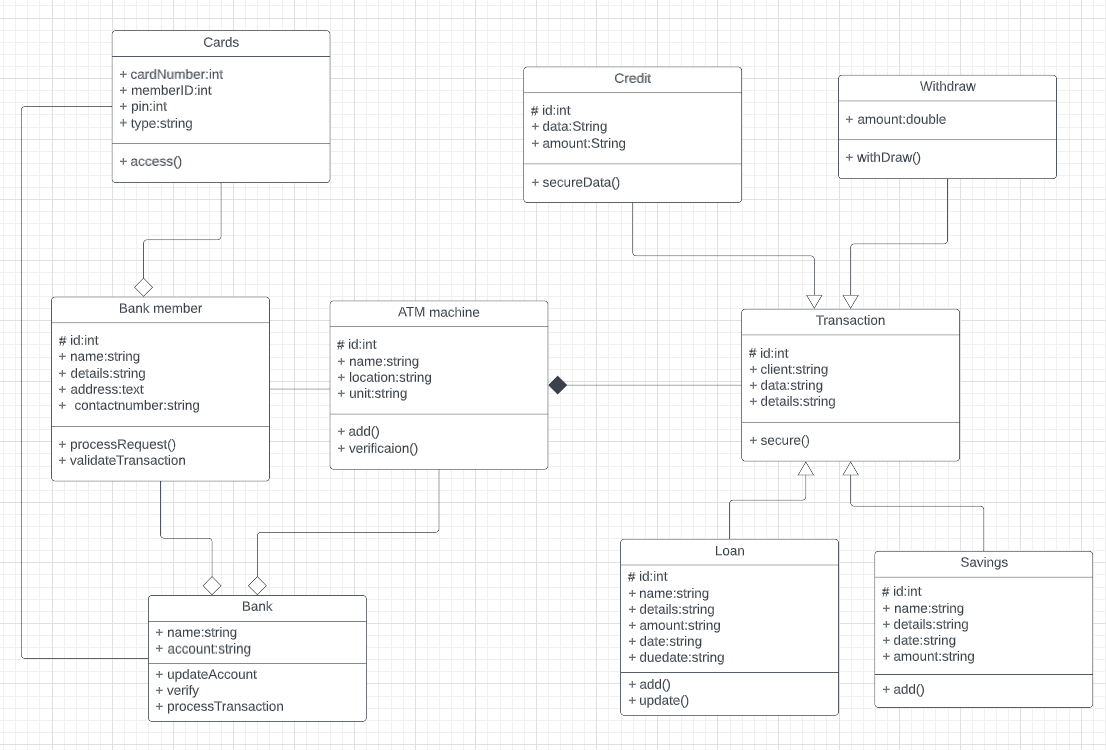 Cards
+ cardNumber:int
+ memberID:int
+ pin:int
+ type:string
+ access()
Credit
# id:int
+ data:String
+ amount:String
+ secureData()
Withdraw
+ amount:double
+ withDraw()
Bank member
# id:int
+ name:string
+ details:string
+ address:text
+ contactnumber:string
+ processRequest()
+ validateTransaction
ATM machine
# id:int
+ name:string
+ location:string
+ unit:string
+ add()
+ verificaion()
Transaction
# id:int
+ client:string
+ data:string
+ details:string
+ secure()
Bank
+ name:string
+ account:string
+ updateAccount
+ verify
+ processTransaction
Loan
# id:int
+ name:string
+ details:string
+ amount:string
+ date:string
+ duedate:string
+ add()
+ update()
Savings
# id:int
+ name:string
+ details:string
+ date:string
+ amount:string
+ add()